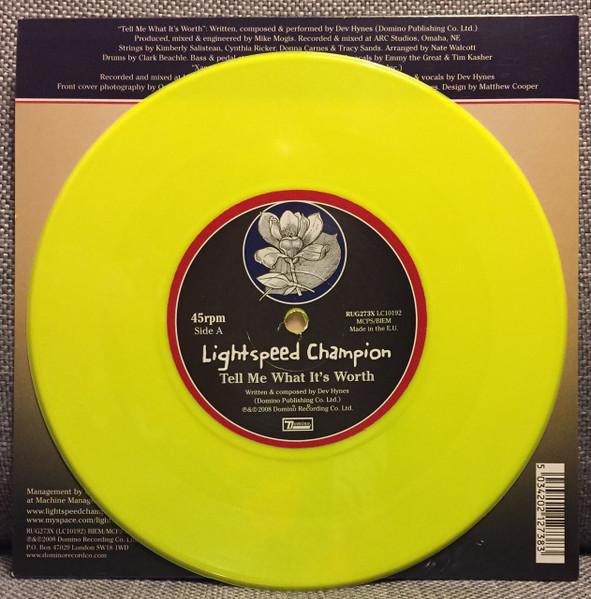 "Tell Me What It's Worth": Written, composed & performed by Dev Hynes (Domino Publishing Co. Ltd.)
Produced, mixed & engineered by Mike Mogis. Recorded & mixed at ARC Studios, Omaha, NE
Strings by Kimberly Salistean, Cynthia Ricker, Donna Carnes & Tracy Sands. Arranged by Nate Walcott
Drums by Clark Beachle. Bass & pedal by Emmy the Great & Tim Kasher
Recorded and mixed at & vocals by Dev Hynes
Front cover photography by Design by Matthew Cooper
45rpm
Side A
RUG273X LC10192
MCPS/BIEM
Made in the E.U.
Lightspeed Champion
Tell Me What It's Worth
Written & composed by Dev Hynes
(Domino Publishing Co. Ltd.)
℗&©2008 Domino Recording Co. Ltd.
Domino
Management by
at Machine
www.lightspeedcham
www.myspace.com/ligh
RUG273X (LC10192) BIEM/MCP
℗&©2008 Domino Recording Co.
P.O. Box 47029 London SW18 1WD
www.dominorecordco.com
5 034202 127383